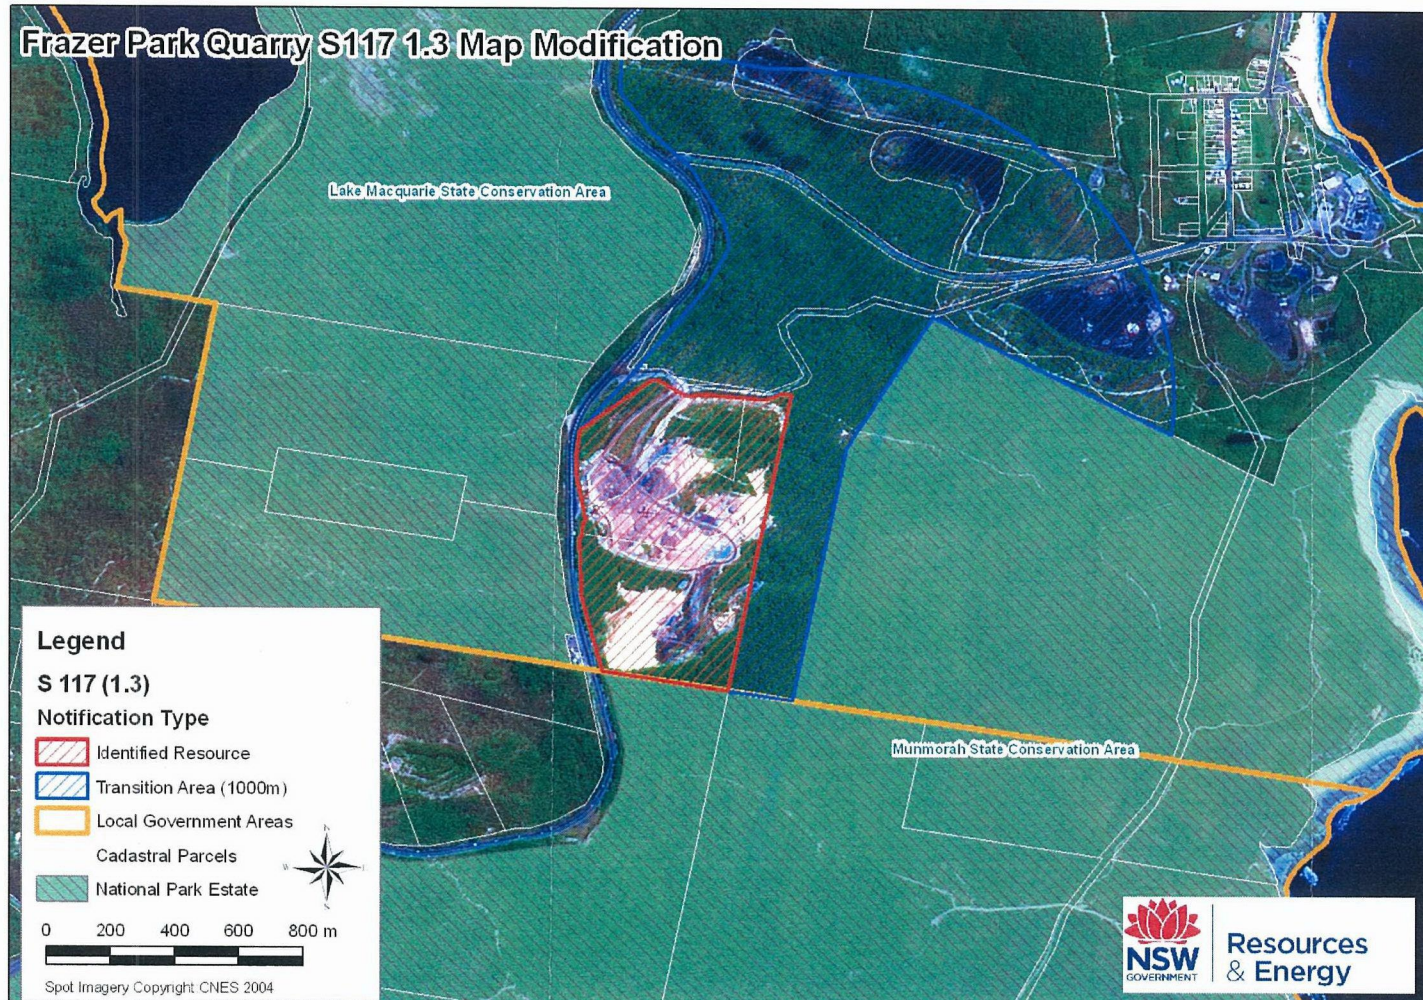 Frazer Park Quarry S117 1.3 Map Modification
Lake Macquarie State Conservation Area
Munmorah State Conservation Area
Legend
S 117 (1.3)
Notification Type
Identified Resource
Transition Area (1000m)
Local Government Areas
Cadastral Parcels
National Park Estate
N
W E
S
0 200 400 600 800 m
Spot Imagery Copyright CNES 2004
NSW
GOVERNMENT
Resources
& Energy